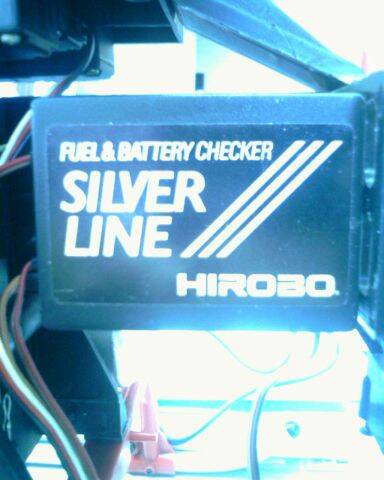 FUEL & BATTERY CHECKER
SILVER
LINE
HIROBO